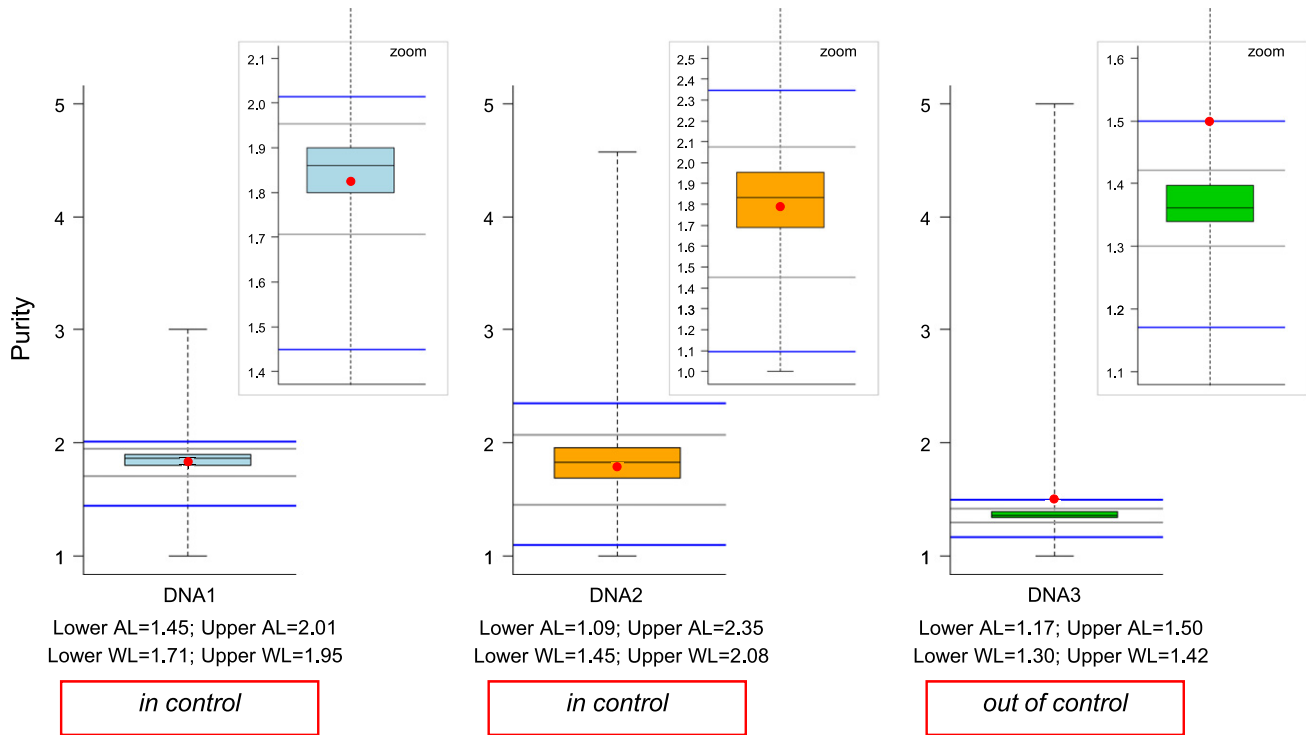 Purity
5
4
3
2
1
zoom
2.1
2.0
1.9
1.8
1.7
1.6
1.5
1.4
DNA1
Lower AL=1.45; Upper AL=2.01
Lower WL=1.71; Upper WL=1.95
in control
5
4
3
2
1
zoom
2.5
2.4
2.3
2.2
2.1
2.0
1.9
1.8
1.7
1.6
1.5
1.4
1.3
1.2
1.1
1.0
DNA2
Lower AL=1.09; Upper AL=2.35
Lower WL=1.45; Upper WL=2.08
in control
5
4
3
2
1
zoom
1.6
1.5
1.4
1.3
1.2
1.1
DNA3
Lower AL=1.17; Upper AL=1.50
Lower WL=1.30; Upper WL=1.42
out of control